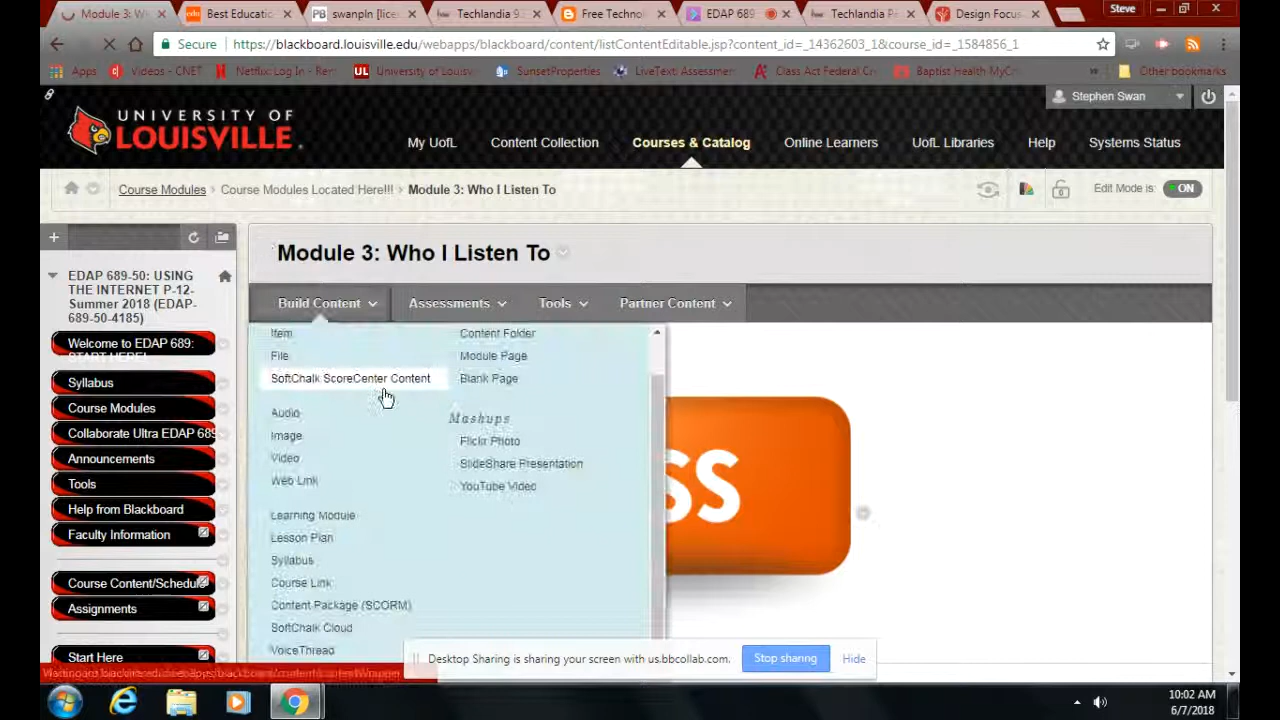 Module 3: W
Best Educati
swanpln [licen
Techlandia 9.
Free Technol
EDAP 689
Techlandia Po
Design Focus
Steve
Secure
https://blackboard.louisville.edu/webapps/blackboard/content/listContentEditable.jsp?content_id=_14362603_1&course_id=_1584856_1
Apps
Videos - CNET
Netflix: Log In - Rem
University of Louisv
SunsetProperties
LiveText: Assessmen
Class Act Federal Cr
Baptist Health MyCh
Other bookmarks
UNIVERSITY OF
LOUISVILLE
Stephen Swan
My UofL
Content Collection
Courses & Catalog
Online Learners
UofL Libraries
Help
Systems Status
Course Modules
Course Modules Located Here!!!
Module 3: Who I Listen To
Edit Mode is:
ON
EDAP 689-50: USING
THE INTERNET P-12-
Summer 2018 (EDAP-
689-50-4185)
Welcome to EDAP 689:
START HERE!
Syllabus
Course Modules
Collaborate Ultra EDAP 689
Announcements
Tools
Help from Blackboard
Faculty Information
Course Content/Schedule
Assignments
Start Here
Module 3: Who I Listen To
Build Content
Assessments
Tools
Partner Content
Item
File
SoftChalk ScoreCenter Content
Audio
Image
Video
Web Link
Learning Module
Lesson Plan
Syllabus
Course Link
Content Package (SCORM)
SoftChalk Cloud
VoiceThread
Content Folder
Module Page
Blank Page
Mashups
Flickr Photo
SlideShare Presentation
YouTube Video
SS
Desktop Sharing is sharing your screen with us.bbcollab.com.
Stop sharing
Hide
10:02 AM
6/7/2018